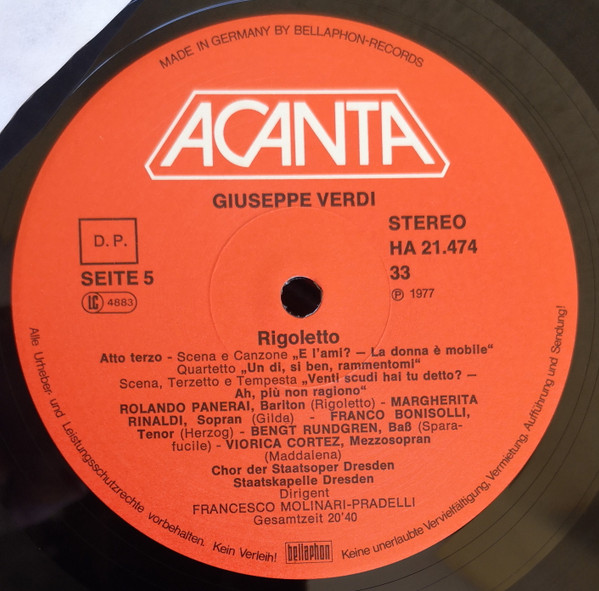 MADE IN GERMANY BY BELLAPHON-RECORDS
ACANTA
GIUSEPPE VERDI
D. P.
SEITE 5
LC 4883
STEREO
HA 21.474
33
Ⓟ 1977
Rigoletto
Atto terzo - Scena e Canzone „E l'ami? — La donna è mobile“
Quartetto „Un di, si ben, rammentomi“
Scena, Terzetto e Tempesta „Venti scudi hai tu detto? —
Ah, più non ragiono“
ROLANDO PANERAI, Bariton (Rigoletto) - MARGHERITA
RINALDI, Sopran (Gilda) - FRANCO BONISOLLI,
Tenor (Herzog) - BENGT RUNDGREN, Baß (Spara-
fucile) - VIORICA CORTEZ, Mezzosopran
(Maddalena)
Chor der Staatsoper Dresden
Staatskapelle Dresden
Dirigent
FRANCESCO MOLINARI-PRADELLI
Gesamtzeit 20'40
Alle Urheber- und Leistungsschutzrechte vorbehalten. Kein Verleih! bellaphon Keine unerlaubte Vervielfältigung, Vermietung, Aufführung und Sendung!